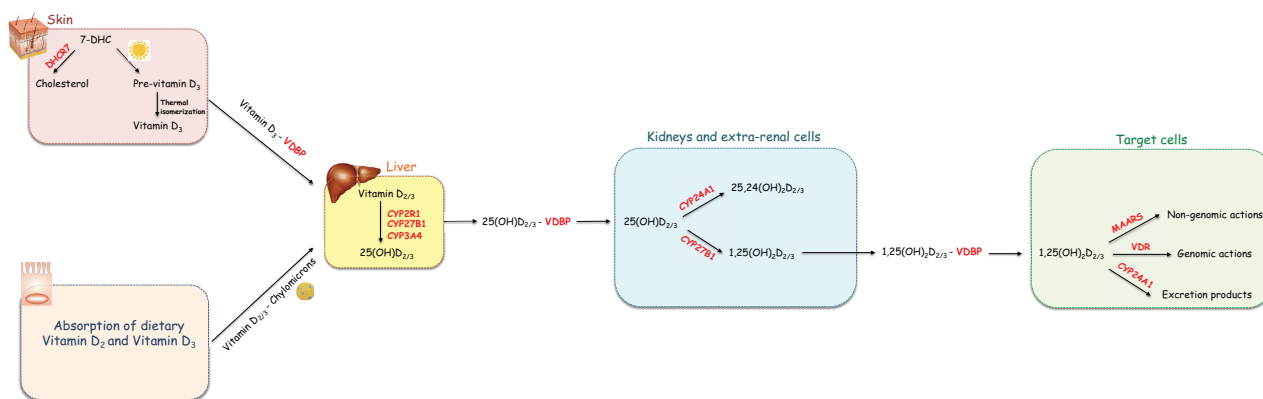 Skin
7-DHC
DHCR7
Cholesterol
Pre-vitamin D₃
Thermal
isomerization
Vitamin D₃
Vitamin D₃ - VDBP
Absorption of dietary
Vitamin D₂ and Vitamin D₃
Vitamin D₂/₃ - Chylomicrons
Liver
Vitamin D₂/₃
CYP2R1
CYP27B1
CYP3A4
25(OH)D₂/₃
25(OH)D₂/₃ - VDBP
Kidneys and extra-renal cells
25(OH)D₂/₃
CYP24A1
25,24(OH)₂D₂/₃
CYP27B1
1,25(OH)₂D₂/₃
1,25(OH)₂D₂/₃ - VDBP
Target cells
1,25(OH)₂D₂/₃
MAARS
Non-genomic actions
VDR
Genomic actions
CYP24A1
Excretion products